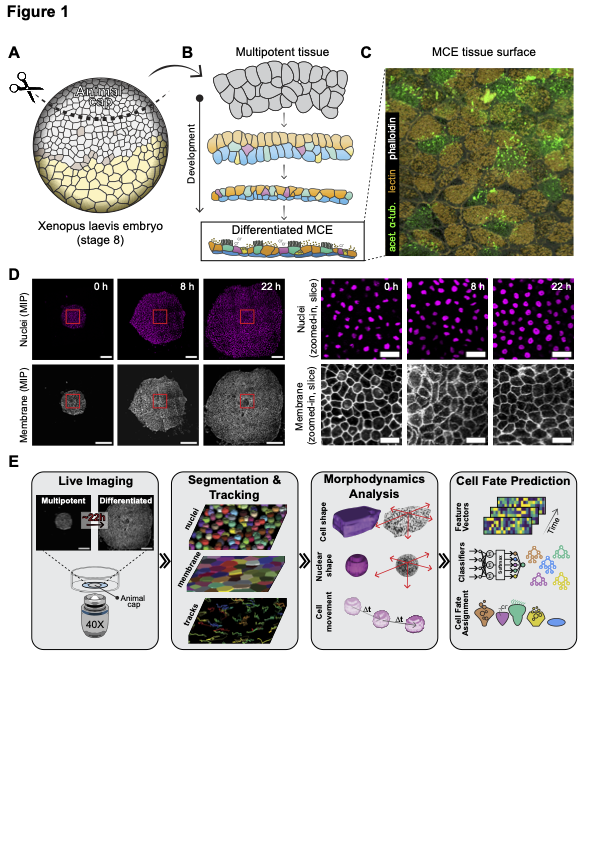 Figure 1
A
Animal
cap
Xenopus laevis embryo
(stage 8)
B
Multipotent tissue
Development
Differentiated MCE
C
MCE tissue surface
acet. α-tub. lectin phalloidin
D
Nuclei (MIP)
0 h
8 h
22 h
Membrane (MIP)
Nuclei
(zoomed-in, slice)
0 h
8 h
22 h
Membrane
(zoomed-in, slice)
E
Live Imaging
Multipotent
Differentiated
~22h
Animal
cap
40X
Segmentation &
Tracking
nuclei
membrane
tracks
Morphodynamics
Analysis
Cell shape
Nuclear
shape
Cell
movement
Δt
Δt
Cell Fate Prediction
Feature
Vectors
Time
Classifiers
Softmax
Cell Fate
Assignment